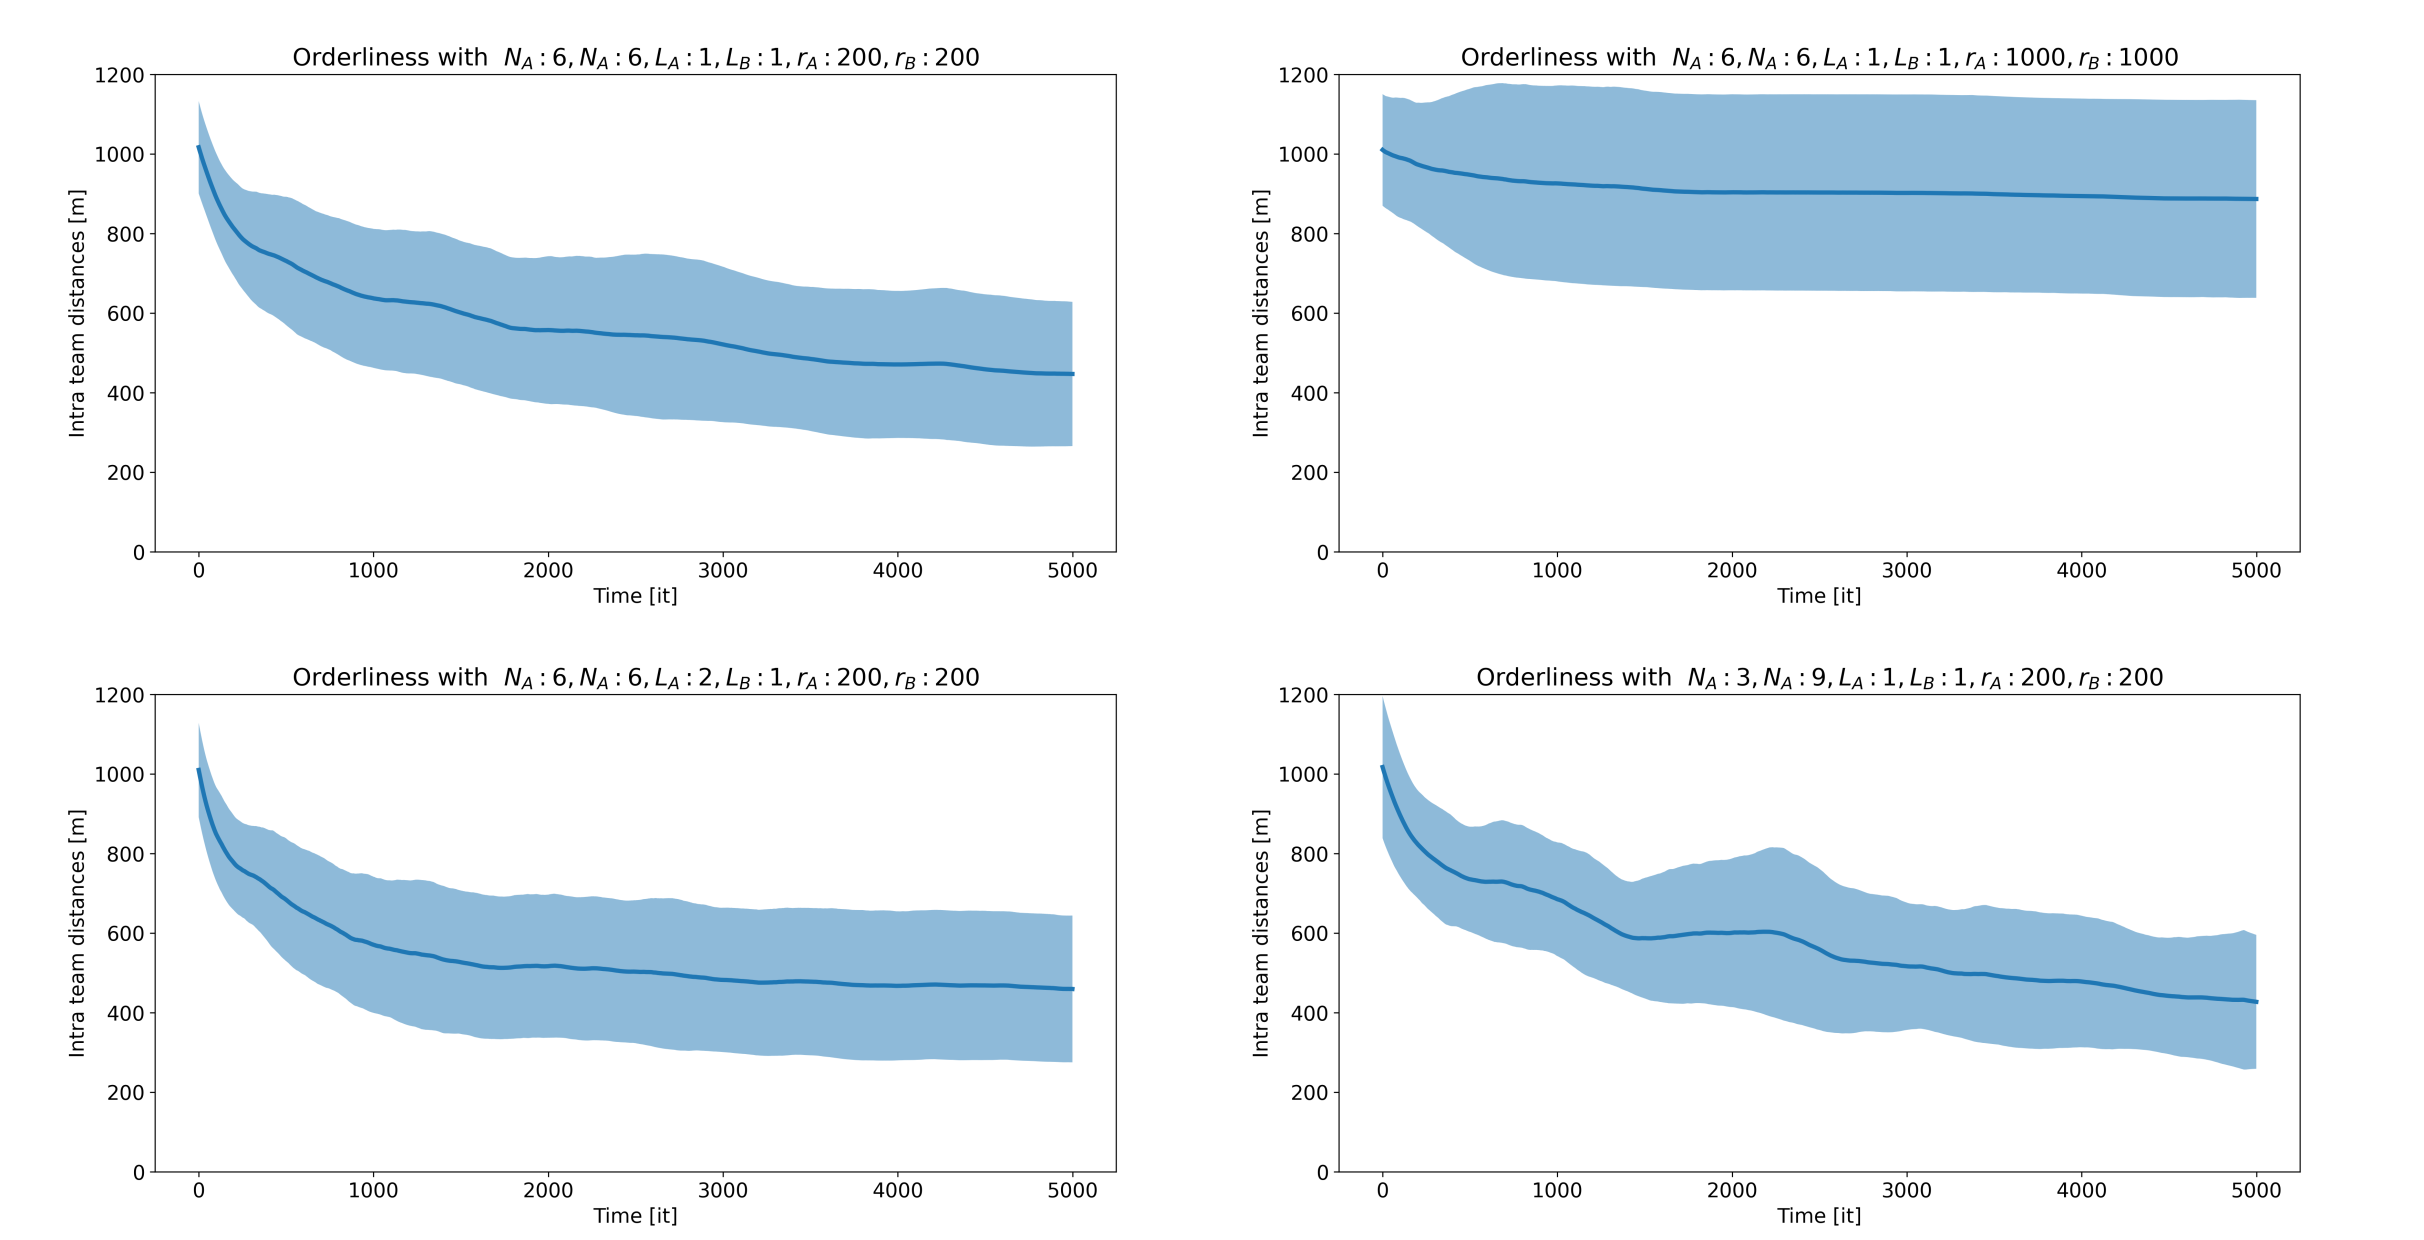 Orderliness with N_A : 6, N_A : 6, L_A : 1, L_B : 1, r_A : 200, r_B : 200
1200
1000
800
600
400
200
0
Intra team distances [m]
0 1000 2000 3000 4000 5000
Time [it]
Orderliness with N_A : 6, N_A : 6, L_A : 1, L_B : 1, r_A : 1000, r_B : 1000
1200
1000
800
600
400
200
0
Intra team distances [m]
0 1000 2000 3000 4000 5000
Time [it]
Orderliness with N_A : 6, N_A : 6, L_A : 2, L_B : 1, r_A : 200, r_B : 200
1200
1000
800
600
400
200
0
Intra team distances [m]
0 1000 2000 3000 4000 5000
Time [it]
Orderliness with N_A : 3, N_A : 9, L_A : 1, L_B : 1, r_A : 200, r_B : 200
1200
1000
800
600
400
200
0
Intra team distances [m]
0 1000 2000 3000 4000 5000
Time [it]